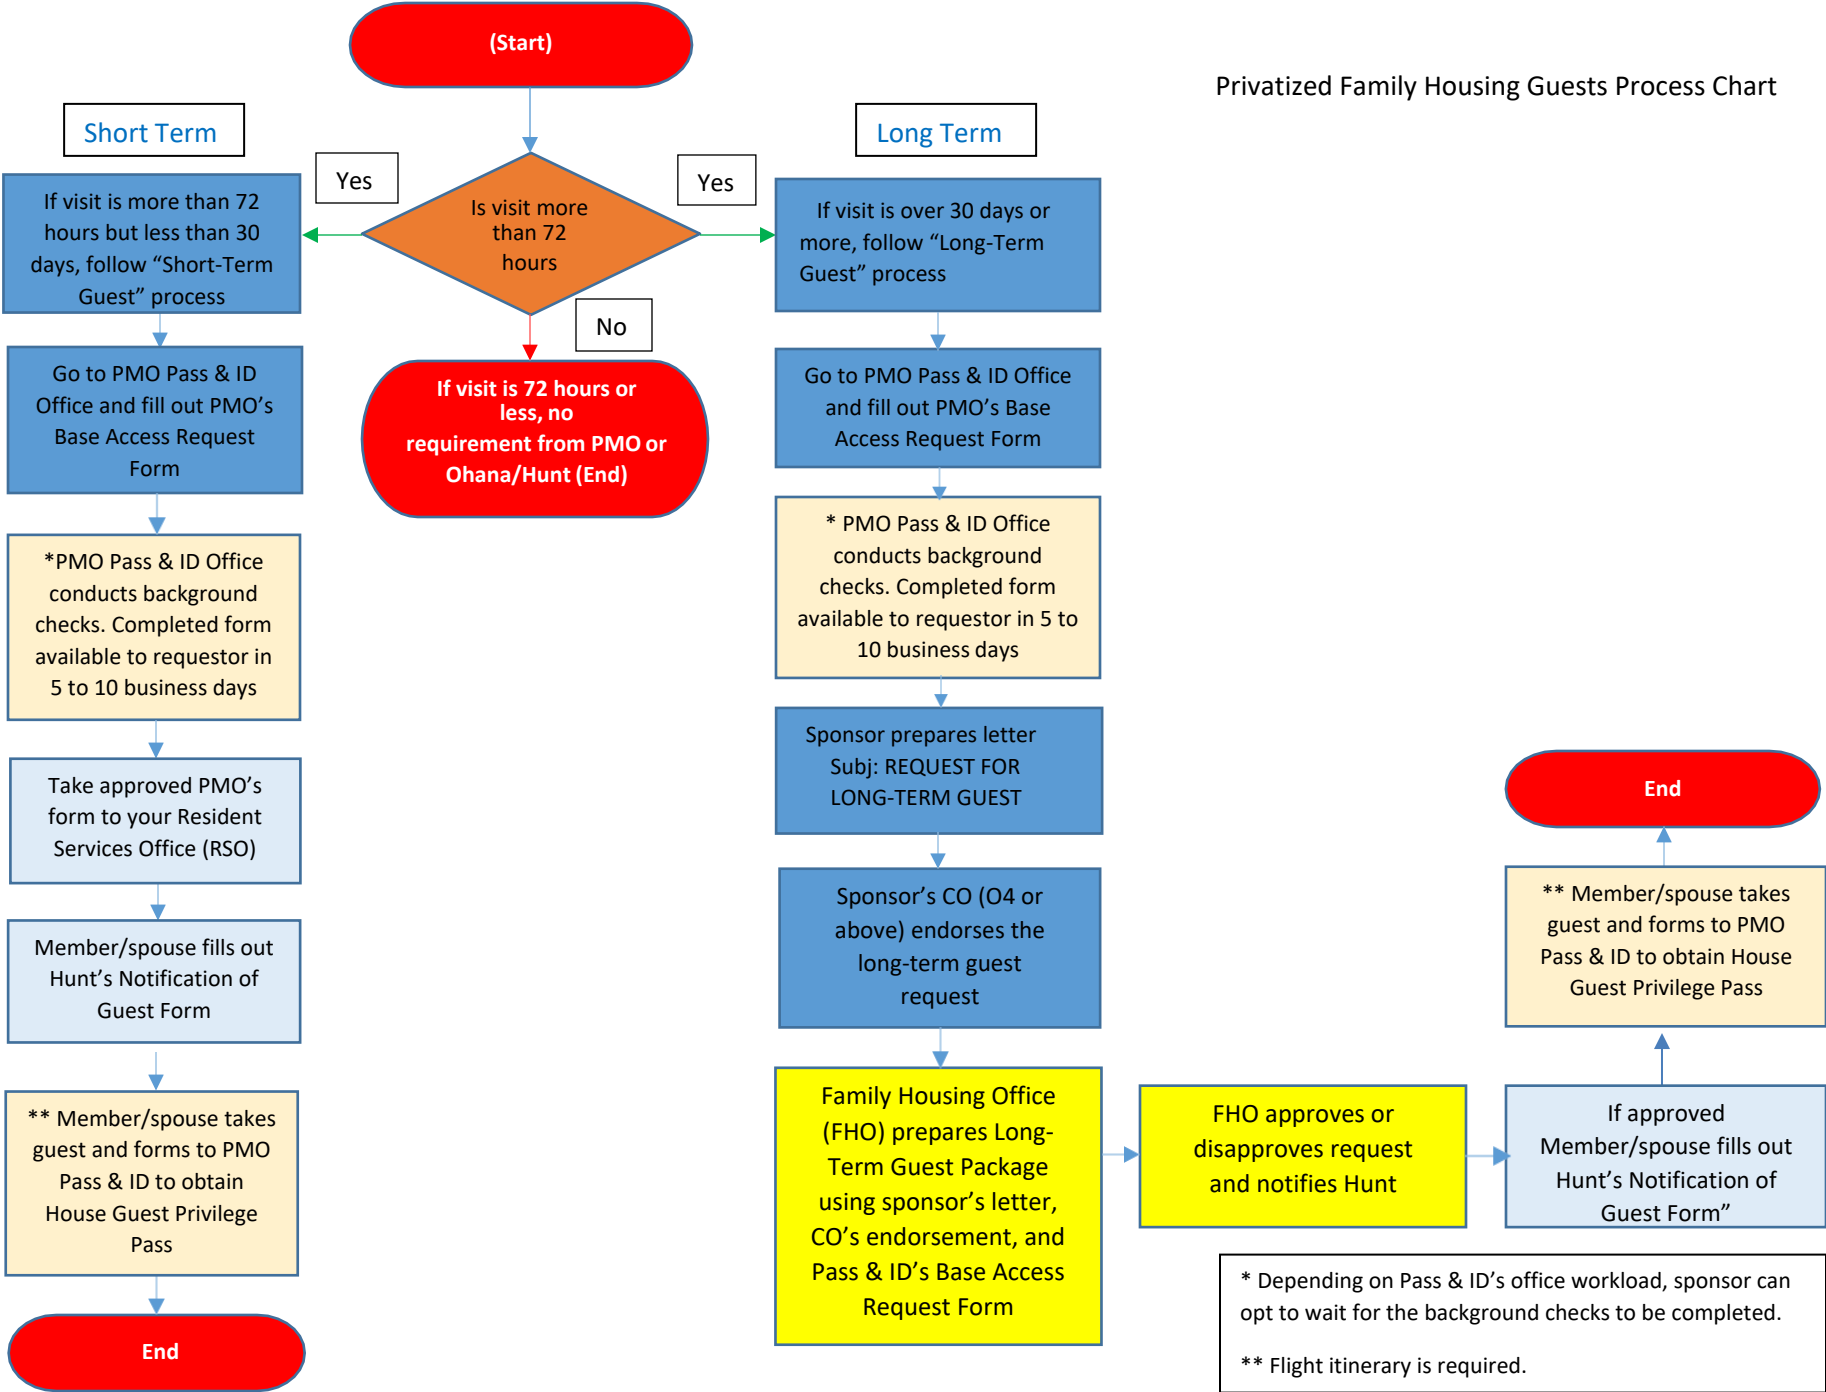 (Start)
Privatized Family Housing Guests Process Chart
Short Term
Long Term
Yes
Yes
Is visit more
than 72
hours
No
If visit is 72 hours or
less, no
requirement from PMO or
Ohana/Hunt (End)
If visit is more than 72
hours but less than 30
days, follow “Short-Term
Guest” process
Go to PMO Pass & ID
Office and fill out PMO’s
Base Access Request
Form
*PMO Pass & ID Office
conducts background
checks. Completed form
available to requestor in
5 to 10 business days
Take approved PMO’s
form to your Resident
Services Office (RSO)
Member/spouse fills out
Hunt’s Notification of
Guest Form
** Member/spouse takes
guest and forms to PMO
Pass & ID to obtain
House Guest Privilege
Pass
End
If visit is over 30 days or
more, follow “Long-Term
Guest” process
Go to PMO Pass & ID Office
and fill out PMO’s Base
Access Request Form
* PMO Pass & ID Office
conducts background
checks. Completed form
available to requestor in 5 to
10 business days
Sponsor prepares letter
Subj: REQUEST FOR
LONG-TERM GUEST
Sponsor’s CO (O4 or
above) endorses the
long-term guest
request
Family Housing Office
(FHO) prepares Long-
Term Guest Package
using sponsor’s letter,
CO’s endorsement, and
Pass & ID’s Base Access
Request Form
FHO approves or
disapproves request
and notifies Hunt
If approved
Member/spouse fills out
Hunt’s Notification of
Guest Form”
** Member/spouse takes
guest and forms to PMO
Pass & ID to obtain House
Guest Privilege Pass
End
* Depending on Pass & ID’s office workload, sponsor can
opt to wait for the background checks to be completed.
** Flight itinerary is required.